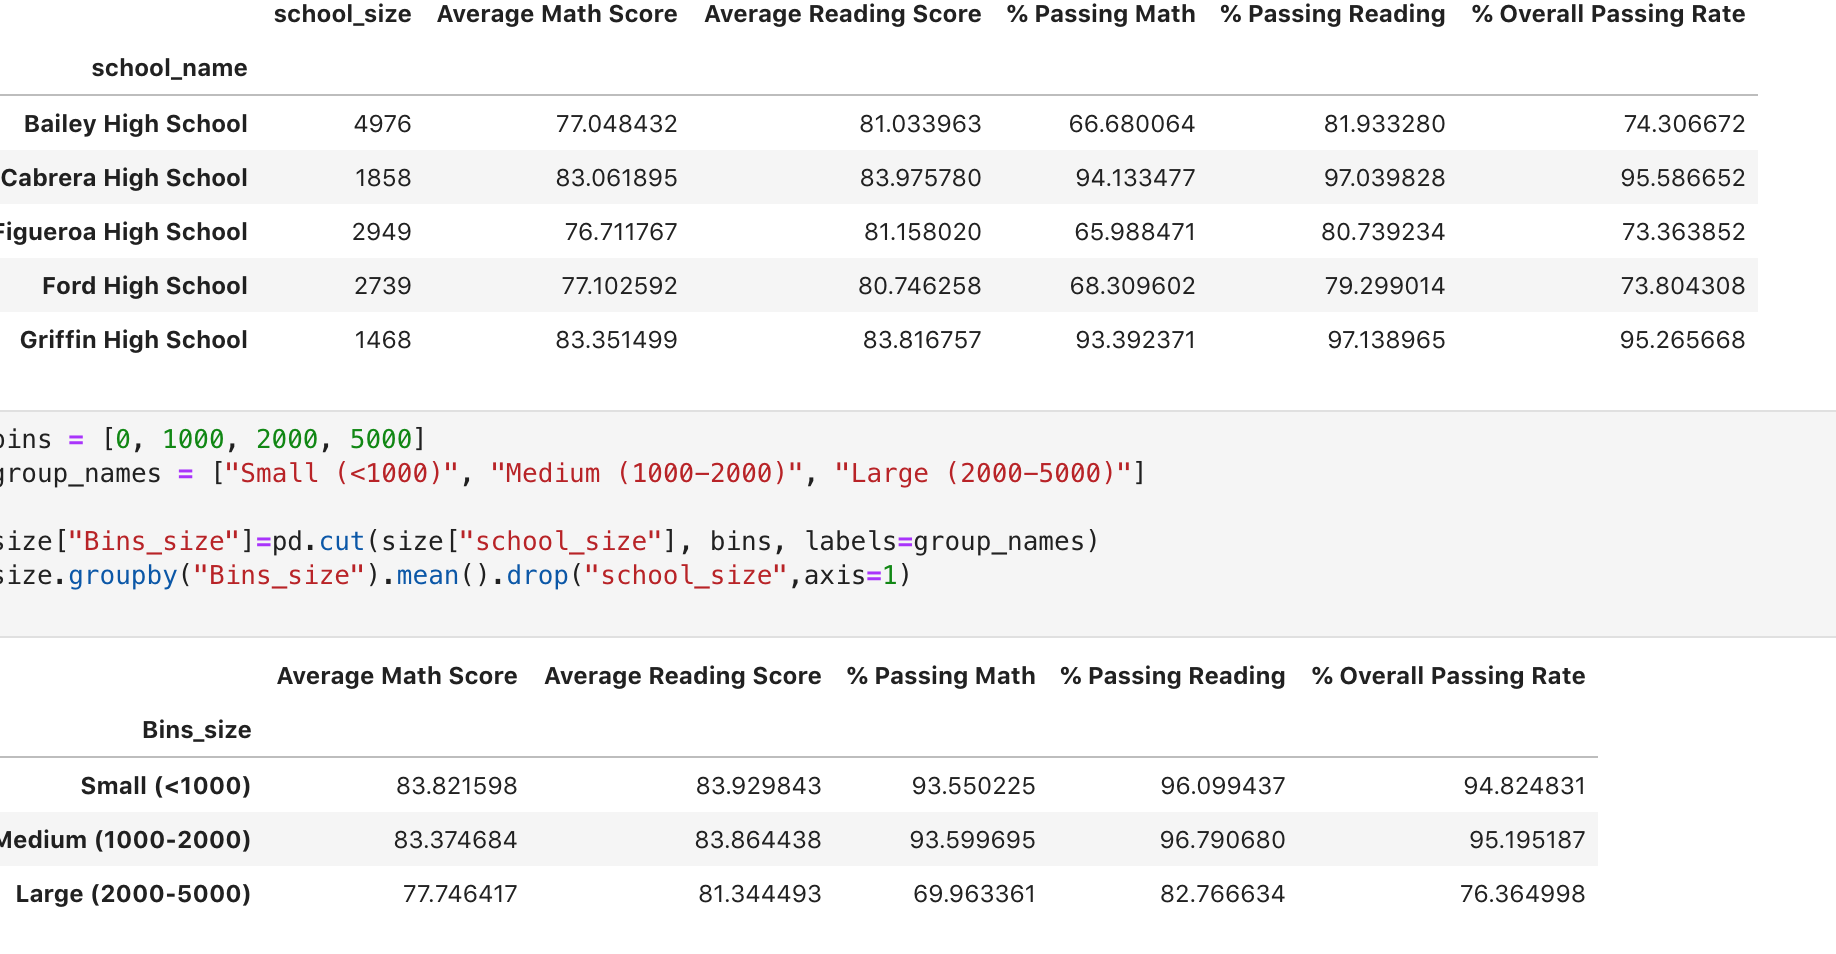 school_size Average Math Score Average Reading Score % Passing Math % Passing Reading % Overall Passing Rate
school_name
Bailey High School 4976 77.048432 81.033963 66.680064 81.933280 74.306672
Cabrera High School 1858 83.061895 83.975780 94.133477 97.039828 95.586652
Figueroa High School 2949 76.711767 81.158020 65.988471 80.739234 73.363852
Ford High School 2739 77.102592 80.746258 68.309602 79.299014 73.804308
Griffin High School 1468 83.351499 83.816757 93.392371 97.138965 95.265668
bins = [0, 1000, 2000, 5000]
group_names = ["Small (<1000)", "Medium (1000-2000)", "Large (2000-5000)"]
size["Bins_size"]=pd.cut(size["school_size"], bins, labels=group_names)
size.groupby("Bins_size").mean().drop("school_size",axis=1)
Average Math Score Average Reading Score % Passing Math % Passing Reading % Overall Passing Rate
Bins_size
Small (<1000) 83.821598 83.929843 93.550225 96.099437 94.824831
Medium (1000-2000) 83.374684 83.864438 93.599695 96.790680 95.195187
Large (2000-5000) 77.746417 81.344493 69.963361 82.766634 76.364998